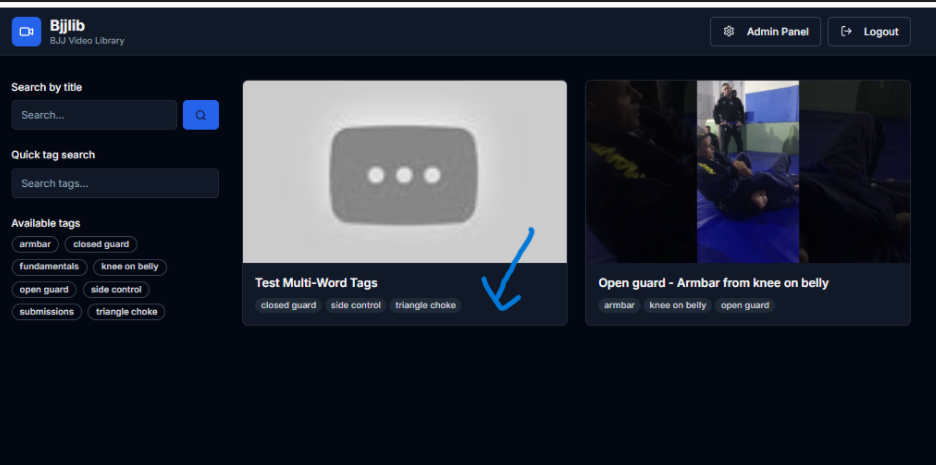 Bjjlib
BJJ Video Library
Admin Panel
Logout
Search by title
Search...
Quick tag search
Search tags...
Available tags
armbar closed guard
fundamentals knee on belly
open guard side control
submissions triangle choke
Test Multi-Word Tags
closed guard side control triangle choke
Open guard - Armbar from knee on belly
armbar knee on belly open guard